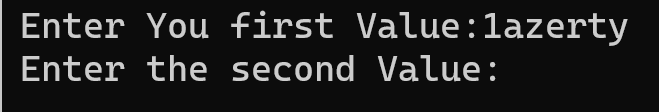 Enter You first Value:1azerty
Enter the second Value: